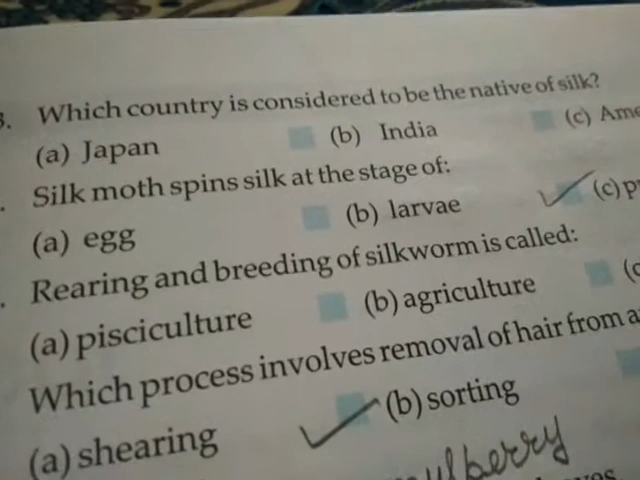 3. Which country is considered to be the native of silk?
(a) Japan (b) India (c)
. Silk moth spins silk at the stage of:
(a) egg (b) larvae (c)
. Rearing and breeding of silkworm is called:
(a) pisciculture (b) agriculture
Which process involves removal of hair from
(a) shearing (b) sorting